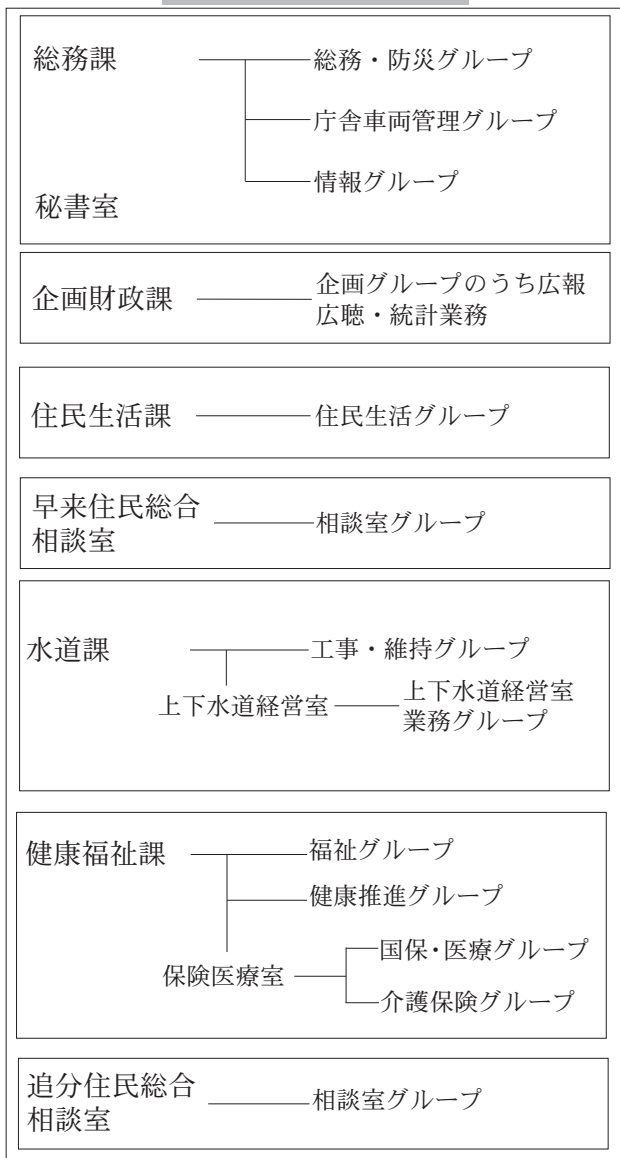 総務課
総務・防災グループ
庁舎車両管理グループ
情報グループ
秘書室
企画財政課
企画グループのうち広報
広聴・統計業務
住民生活課
住民生活グループ
早来住民総合
相談室
相談室グループ
水道課
工事・維持グループ
上下水道経営室
上下水道経営室
業務グループ
健康福祉課
福祉グループ
健康推進グループ
保険医療室
国保・医療グループ
介護保険グループ
追分住民総合
相談室
相談室グループ